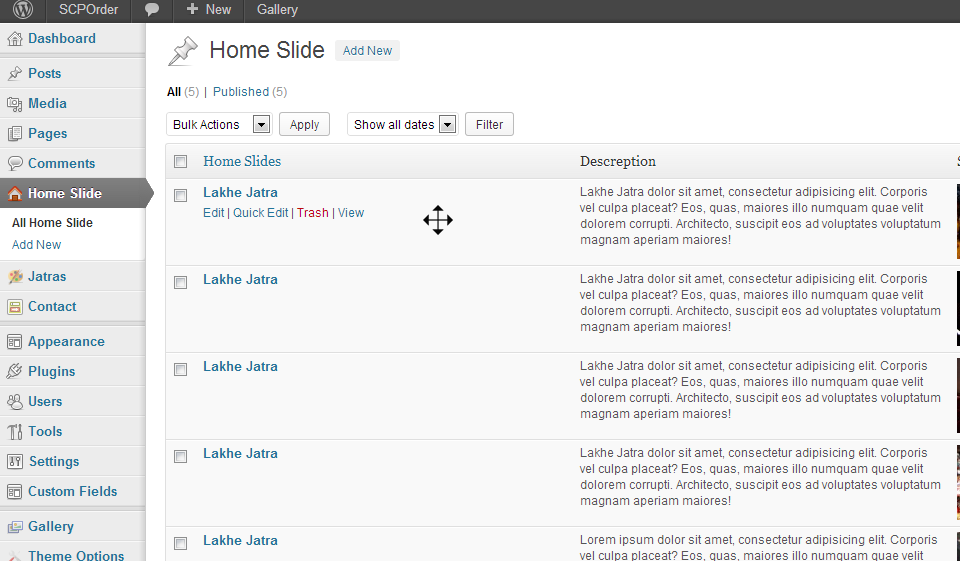 SCPOrder
New
Gallery
Dashboard
Posts
Media
Pages
Comments
Home Slide
All Home Slide
Add New
Jatras
Contact
Appearance
Plugins
Users
Tools
Settings
Custom Fields
Gallery
Theme Options
Home Slide Add New
All (5) | Published (5)
Bulk Actions Apply Show all dates Filter
Home Slides Descreption
Lakhe Jatra
Edit | Quick Edit | Trash | View
Lakhe Jatra dolor sit amet, consectetur adipisicing elit. Corporis
vel culpa placeat? Eos, quas, maiores illo numquam quae velit
dolorem corrupti. Architecto, suscipit eos ad voluptates voluptatum
magnam aperiam maiores!
Lakhe Jatra
Lakhe Jatra dolor sit amet, consectetur adipisicing elit. Corporis
vel culpa placeat? Eos, quas, maiores illo numquam quae velit
dolorem corrupti. Architecto, suscipit eos ad voluptates voluptatum
magnam aperiam maiores!
Lakhe Jatra
Lakhe Jatra dolor sit amet, consectetur adipisicing elit. Corporis
vel culpa placeat? Eos, quas, maiores illo numquam quae velit
dolorem corrupti. Architecto, suscipit eos ad voluptates voluptatum
magnam aperiam maiores!
Lakhe Jatra
Lakhe Jatra dolor sit amet, consectetur adipisicing elit. Corporis
vel culpa placeat? Eos, quas, maiores illo numquam quae velit
dolorem corrupti. Architecto, suscipit eos ad voluptates voluptatum
magnam aperiam maiores!
Lakhe Jatra
Lorem ipsum dolor sit amet, consectetur adipisicing elit. Corporis
vel culpa placeat? Eos, quas, maiores illo numquam quae velit